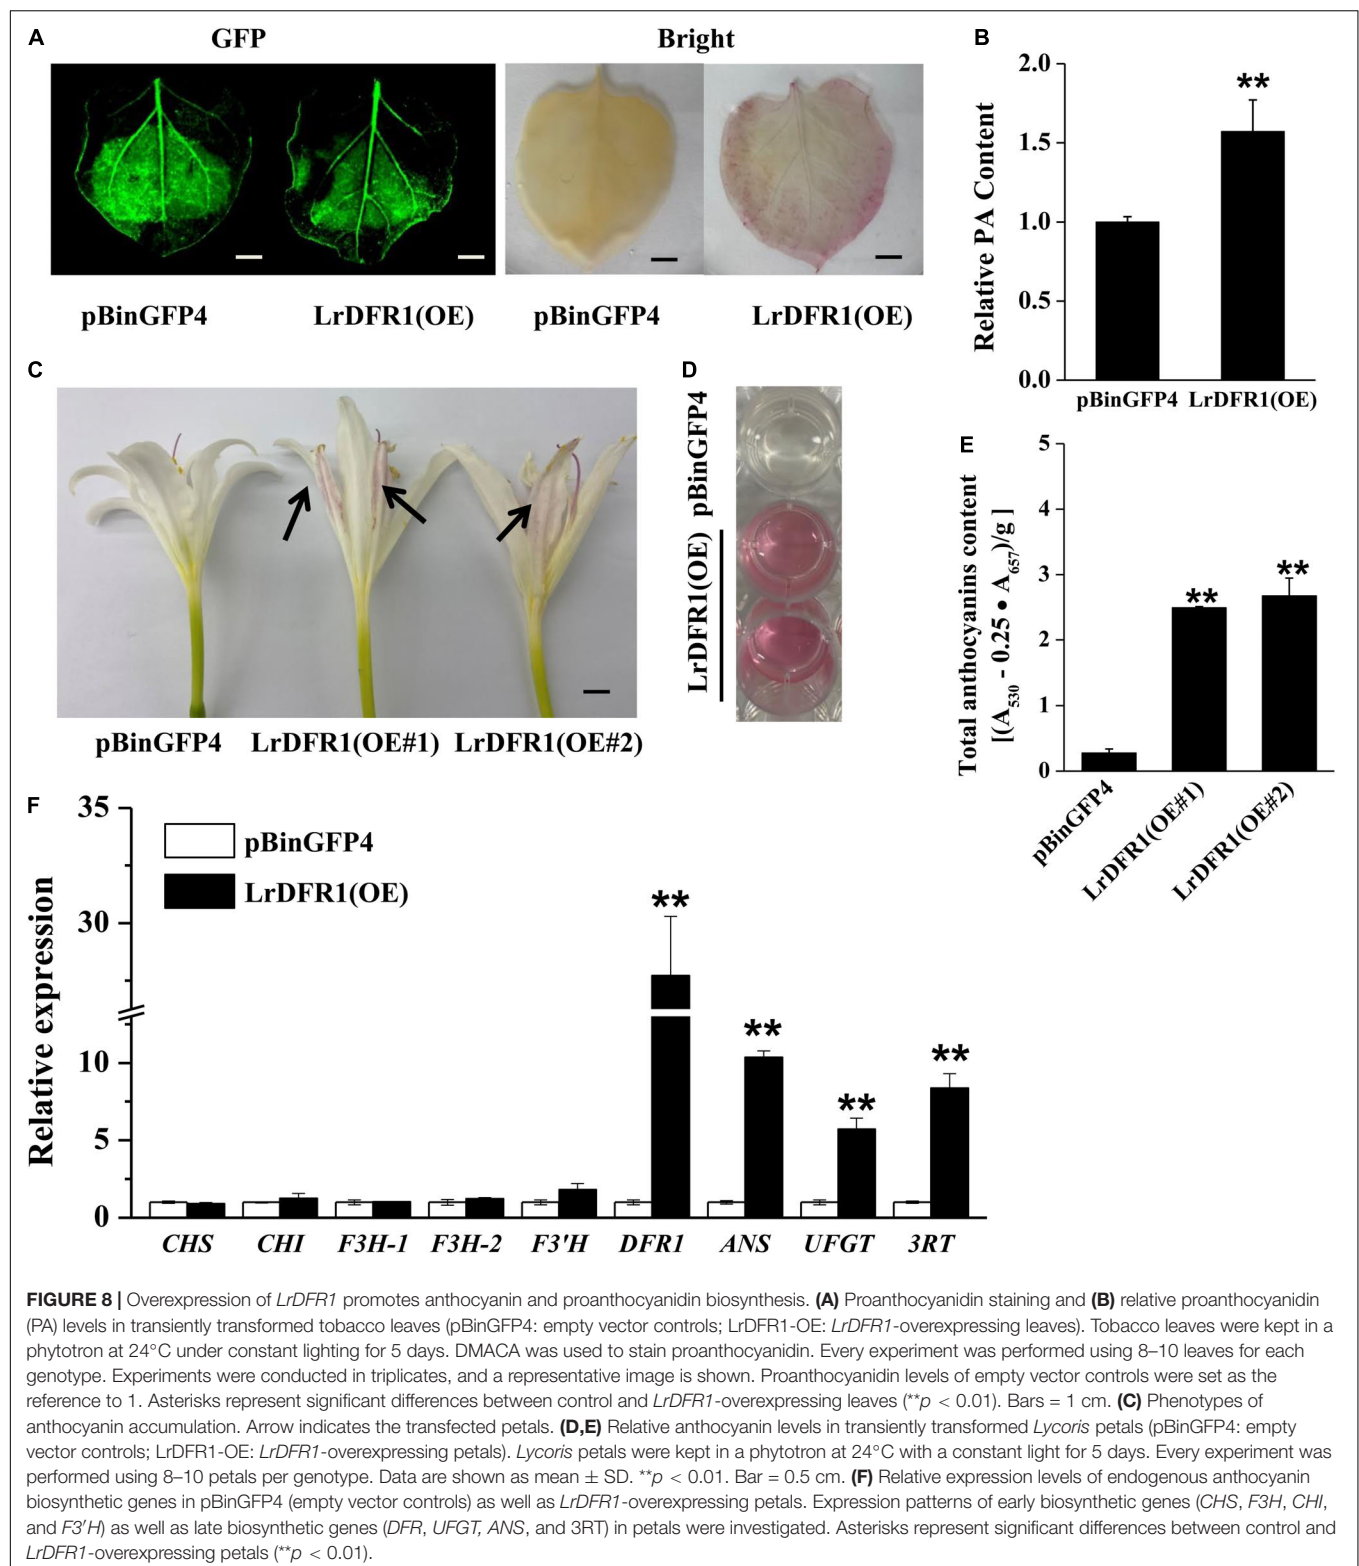 A
GFP
Bright
pBinGFP4
LrDFR1(OE)
pBinGFP4
LrDFR1(OE)
B
Relative PA Content
2.0
1.5
1.0
0.5
0.0
**
pBinGFP4 LrDFR1(OE)
C
pBinGFP4
LrDFR1(OE#1)
LrDFR1(OE#2)
D
pBinGFP4
LrDFR1(OE)
E
Total anthocyanins content
[(A530 - 0.25 • A657)/g ]
5
4
3
2
1
0
**
**
pBinGFP4
LrDFR1(OE#1)
LrDFR1(OE#2)
F
Relative expression
35
30
10
5
0
pBinGFP4
LrDFR1(OE)
**
**
**
**
CHS CHI F3H-1 F3H-2 F3'H DFR1 ANS UFGT 3RT
FIGURE 8 | Overexpression of LrDFR1 promotes anthocyanin and proanthocyanidin biosynthesis. (A) Proanthocyanidin staining and (B) relative proanthocyanidin
(PA) levels in transiently transformed tobacco leaves (pBinGFP4: empty vector controls; LrDFR1-OE: LrDFR1-overexpressing leaves). Tobacco leaves were kept in a
phytotron at 24°C under constant lighting for 5 days. DMACA was used to stain proanthocyanidin. Every experiment was performed using 8–10 leaves for each
genotype. Experiments were conducted in triplicates, and a representative image is shown. Proanthocyanidin levels of empty vector controls were set as the
reference to 1. Asterisks represent significant differences between control and LrDFR1-overexpressing leaves (**p < 0.01). Bars = 1 cm. (C) Phenotypes of
anthocyanin accumulation. Arrow indicates the transfected petals. (D,E) Relative anthocyanin levels in transiently transformed Lycoris petals (pBinGFP4: empty
vector controls; LrDFR1-OE: LrDFR1-overexpressing petals). Lycoris petals were kept in a phytotron at 24°C with a constant light for 5 days. Every experiment was
performed using 8–10 petals per genotype. Data are shown as mean ± SD. **p < 0.01. Bar = 0.5 cm. (F) Relative expression levels of endogenous anthocyanin
biosynthetic genes in pBinGFP4 (empty vector controls) as well as LrDFR1-overexpressing petals. Expression patterns of early biosynthetic genes (CHS, F3H, CHI,
and F3′H) as well as late biosynthetic genes (DFR, UFGT, ANS, and 3RT) in petals were investigated. Asterisks represent significant differences between control and
LrDFR1-overexpressing petals (**p < 0.01).